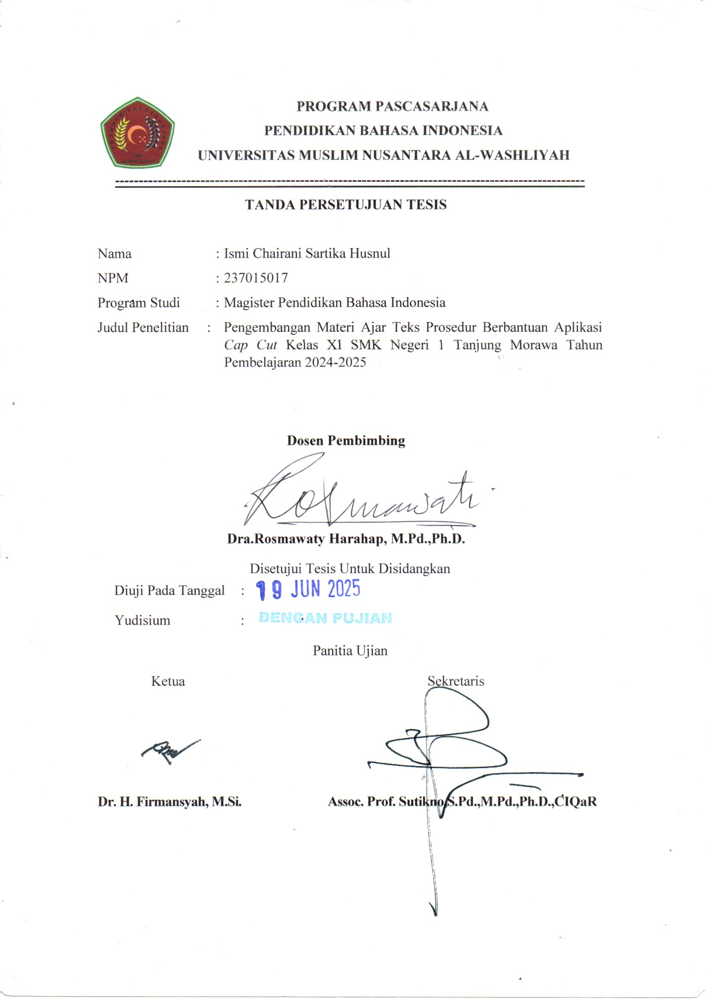 PROGRAM PASCASARJANA
PENDIDIKAN BAHASA INDONESIA
UNIVERSITAS MUSLIM NUSANTARA AL-WASHLIYAH
TANDA PERSETUJUAN TESIS
Nama : Ismi Chairani Sartika Husnul
NPM : 237015017
Program Studi : Magister Pendidikan Bahasa Indonesia
Judul Penelitian : Pengembangan Materi Ajar Teks Prosedur Berbantuan Aplikasi
Cap Cut Kelas XI SMK Negeri 1 Tanjung Morawa Tahun
Pembelajaran 2024-2025
Dosen Pembimbing
Rosmawati
Dra.Rosmawaty Harahap, M.Pd.,Ph.D.
Disetujui Tesis Untuk Disidangkan
Diuji Pada Tanggal : 19 JUN 2025
Yudisium : DENGAN PUJIAN
Panitia Ujian
Ketua Sekretaris
Dr. H. Firmansyah, M.Si. Assoc. Prof. Sutikno,S.Pd.,M.Pd.,Ph.D.,CIQaR